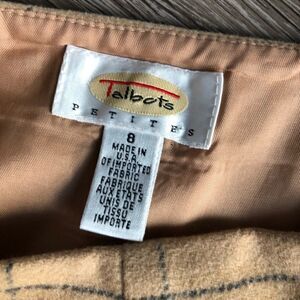 Talbots
PETITES
8
MADE IN
U.S.A.
OF IMPORTED
FABRIC
FABRIQUE
AUX ETATS
UNIS DE
TISSU
IMPORTE